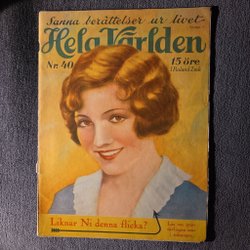 Sanna berättelser ur livet
Hela Världen
Nr. 40
15 öre
Liknar Ni denna flicka?